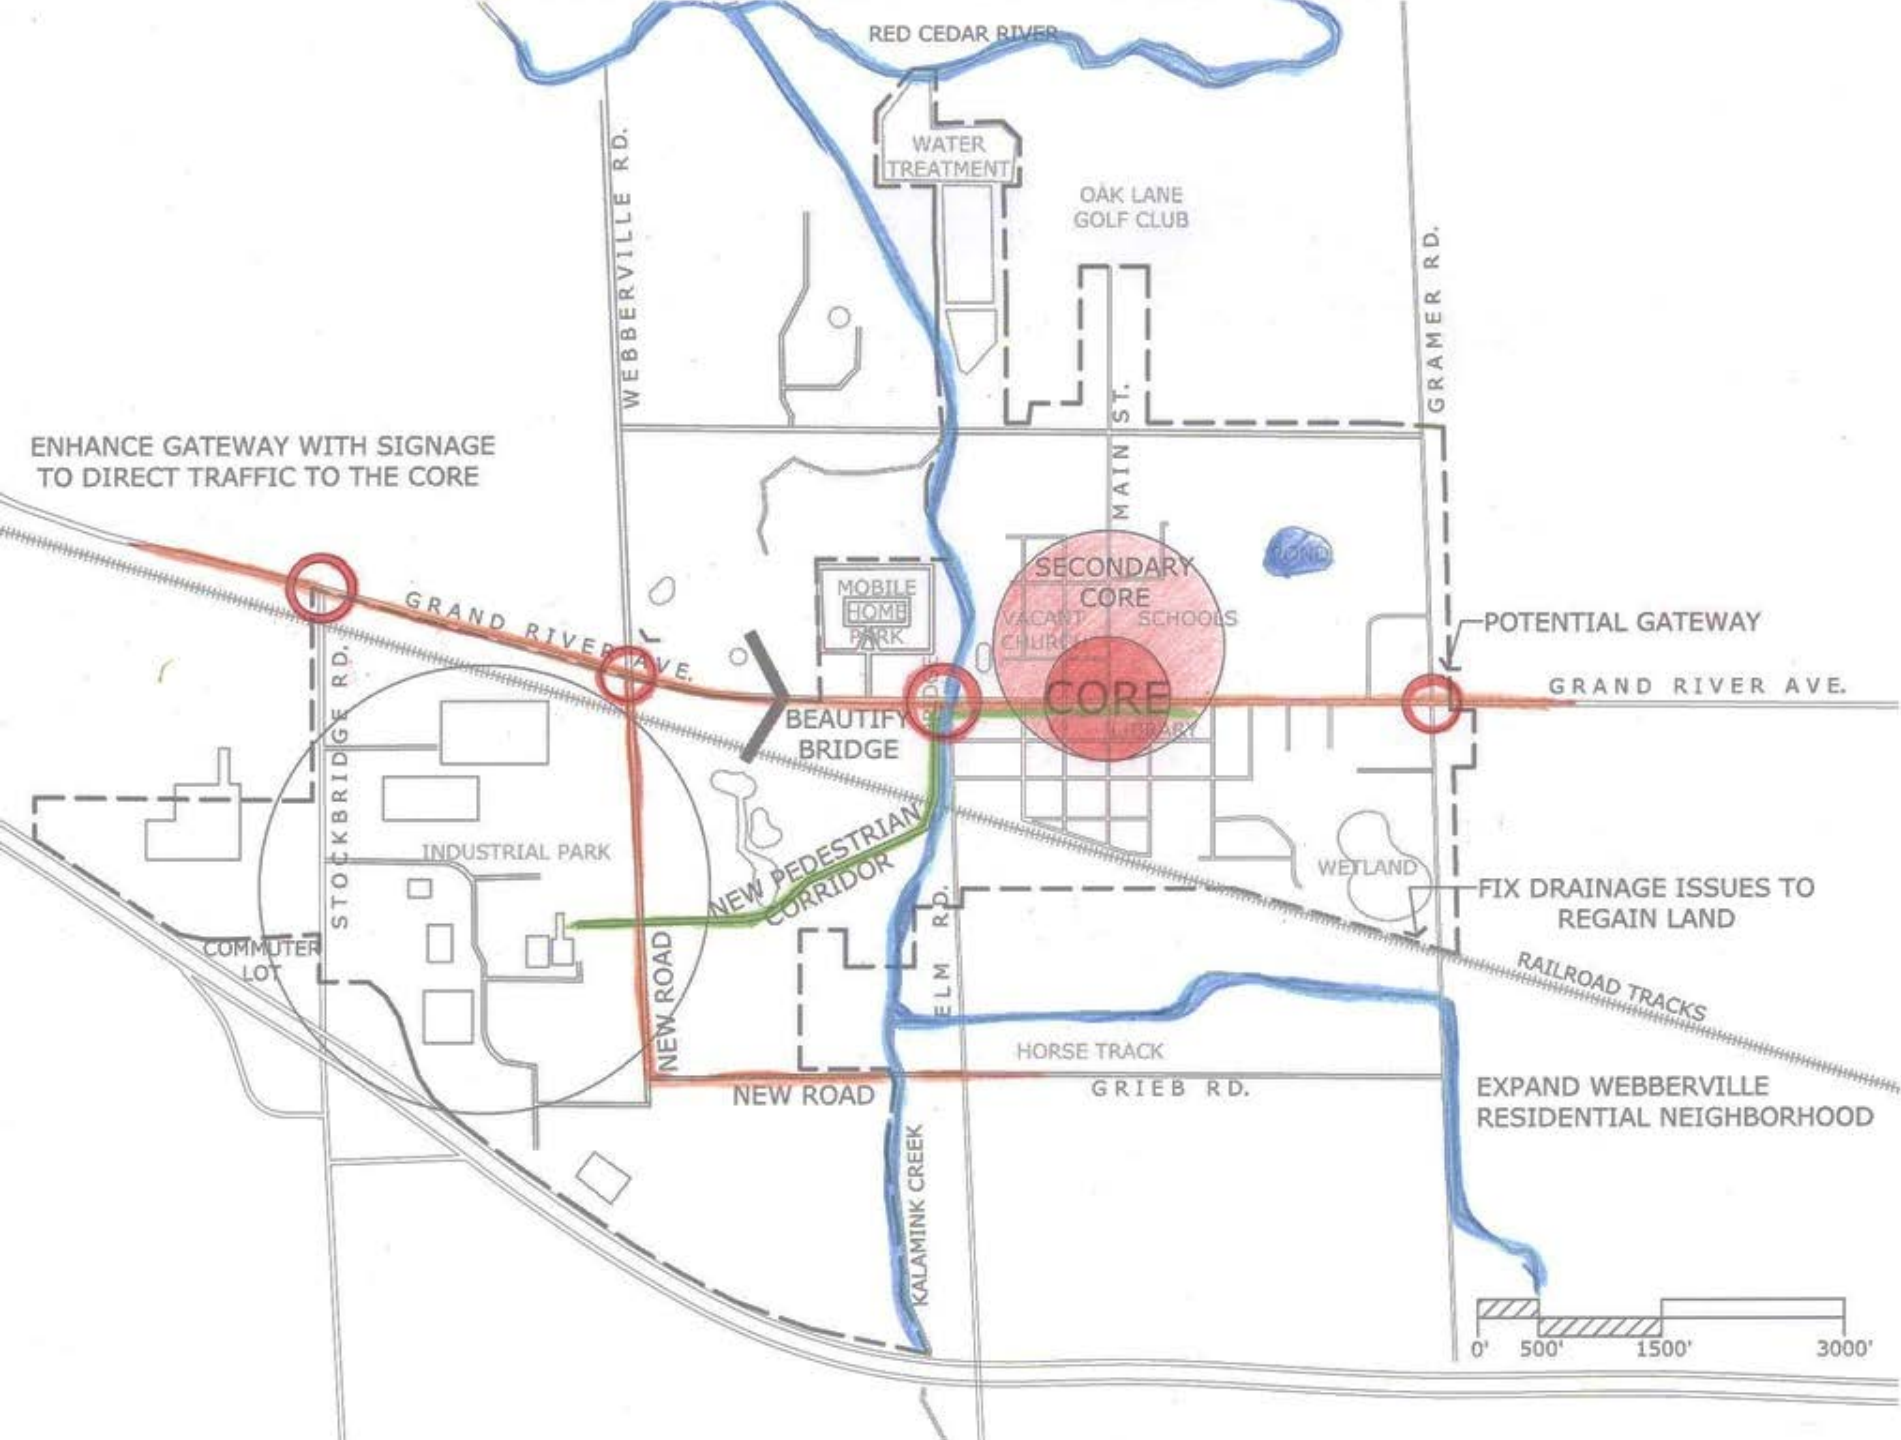 RED CEDAR RIVER
WEBBERVILLE RD.
WATER
TREATMENT
OAK LANE
GOLF CLUB
GRAMER RD.
MAIN ST.
ENHANCE GATEWAY WITH SIGNAGE
TO DIRECT TRAFFIC TO THE CORE
SECONDARY
CORE
POND
MOBILE
HOME
PARK
VACANT
CHURCH
SCHOOLS
GRAND RIVER AVE.
POTENTIAL GATEWAY
GRAND RIVER AVE.
CORE
LIBRARY
BEAUTIFY
BRIDGE
STOCKBRIDGE RD.
INDUSTRIAL PARK
NEW PEDESTRIAN
CORRIDOR
WETLAND
FIX DRAINAGE ISSUES TO
REGAIN LAND
COMMUTER
LOT
ELM RD.
RAILROAD TRACKS
NEW ROAD
HORSE TRACK
NEW ROAD
GRIEB RD.
EXPAND WEBBERVILLE
RESIDENTIAL NEIGHBORHOOD
KALAMINK CREEK
0' 500' 1500' 3000'